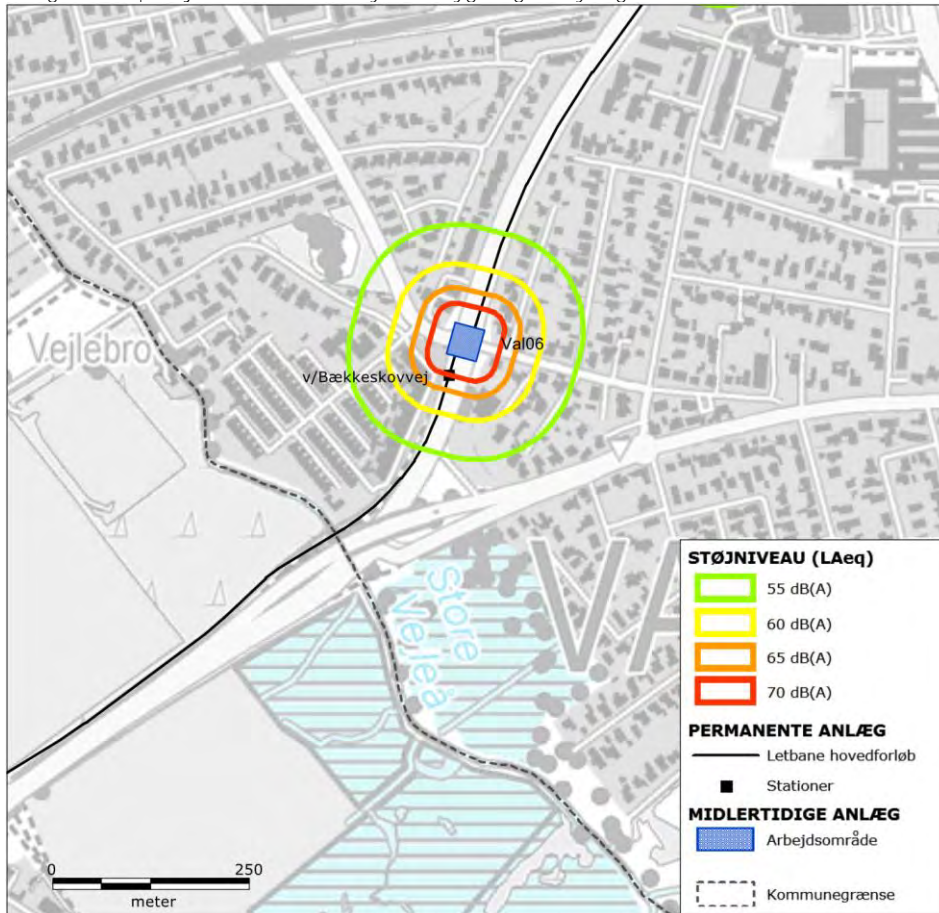 Vejlebro
Val06
v/Bækkeskovvej
Store
Vejleå
VA
STØJNIVEAU (LAeq)
55 dB(A)
60 dB(A)
65 dB(A)
70 dB(A)
PERMANENTE ANLÆG
Letbane hovedforløb
Stationer
MIDLERTIDIGE ANLÆG
Arbejdsområde
Kommunegrænse
0 250
meter